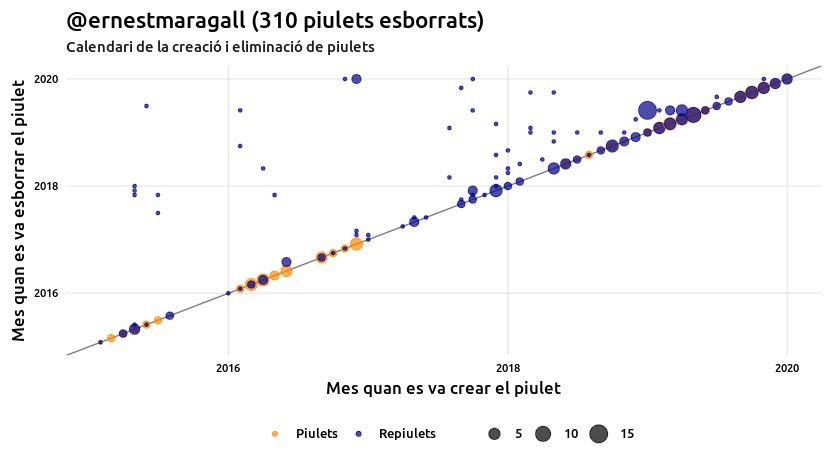 @ernestmaragall (310 piulets esborrats)
Calendari de la creació i eliminació de piulets
Mes quan es va esborrar el piulet
2020
2018
2016
2016
2018
2020
Mes quan es va crear el piulet
Piulets
Repiulets
5
10
15